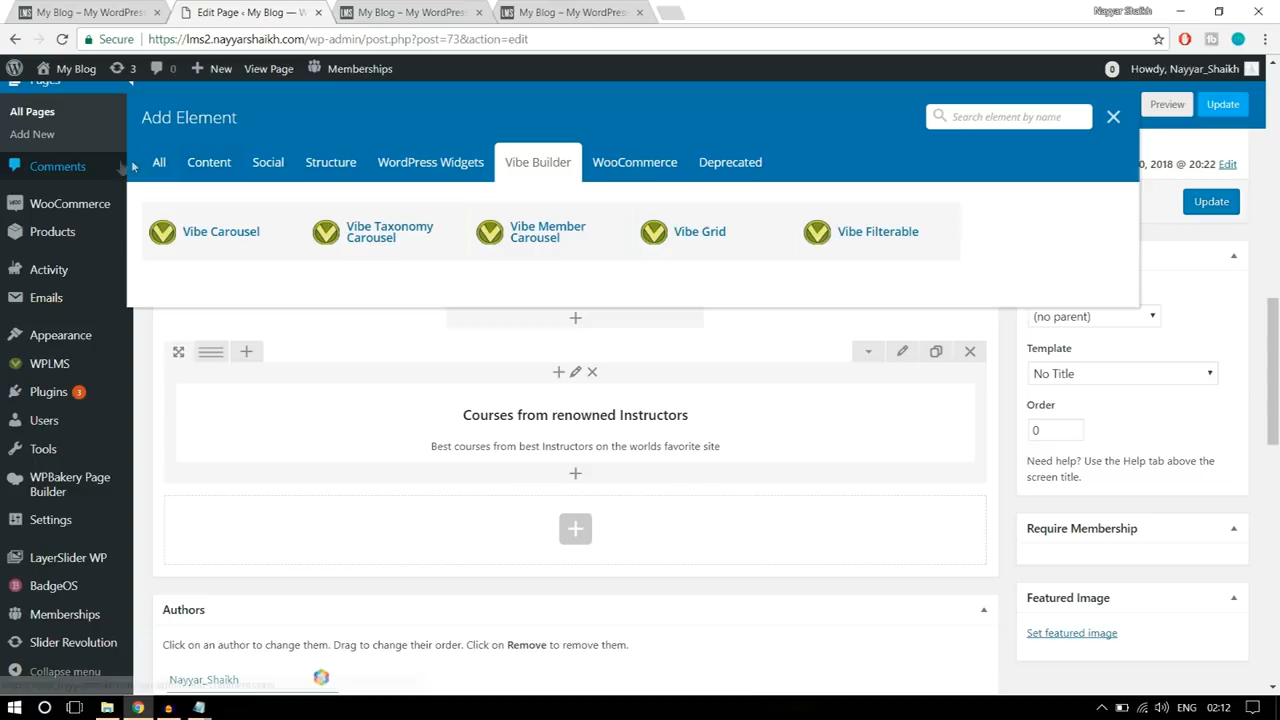 My Blog – My WordPress
Edit Page ‹ My Blog — W
My Blog – My WordPress
My Blog – My WordPress
Nayyar Shaikh
Secure
https://lms2.nayyarshaikh.com/wp-admin/post.php?post=73&action=edit
My Blog
3
0
New
View Page
Memberships
0
Howdy, Nayyar_Shaikh
Pages
All Pages
Add New
Comments
WooCommerce
Products
Activity
Emails
Appearance
WPLMS
Plugins 3
Users
Tools
WPBakery Page
Builder
Settings
LayerSlider WP
BadgeOS
Memberships
Slider Revolution
Collapse menu
Add Element
Search element by name
All
Content
Social
Structure
WordPress Widgets
Vibe Builder
WooCommerce
Deprecated
Vibe Carousel
Vibe Taxonomy
Carousel
Vibe Member
Carousel
Vibe Grid
Vibe Filterable
Courses from renowned Instructors
Best courses from best Instructors on the worlds favorite site
Authors
Click on an author to change them. Drag to change their order. Click on Remove to remove them.
Nayyar_Shaikh
Preview
Update
0, 2018 @ 20:22 Edit
Update
(no parent)
Template
No Title
Order
0
Need help? Use the Help tab above the
screen title.
Require Membership
Featured Image
Set featured image
ENG
02:12